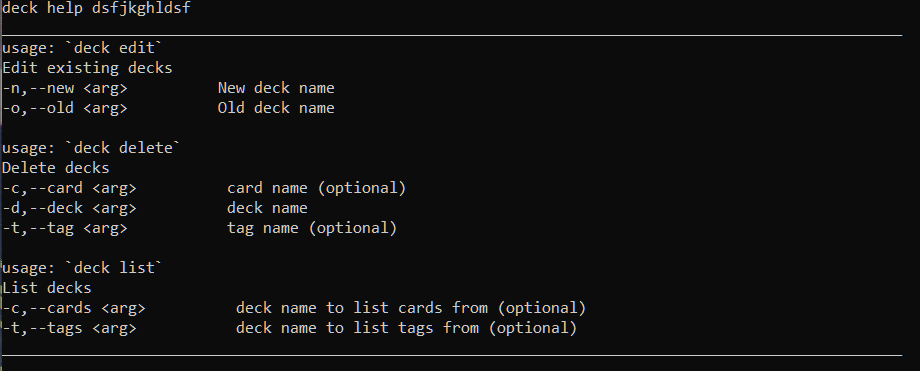 deck help dsfjkghldsf
usage: `deck edit`
Edit existing decks
-n,--new <arg>          New deck name
-o,--old <arg>          Old deck name
usage: `deck delete`
Delete decks
-c,--card <arg>          card name (optional)
-d,--deck <arg>          deck name
-t,--tag <arg>           tag name (optional)
usage: `deck list`
List decks
-c,--cards <arg>          deck name to list cards from (optional)
-t,--tags <arg>           deck name to list tags from (optional)